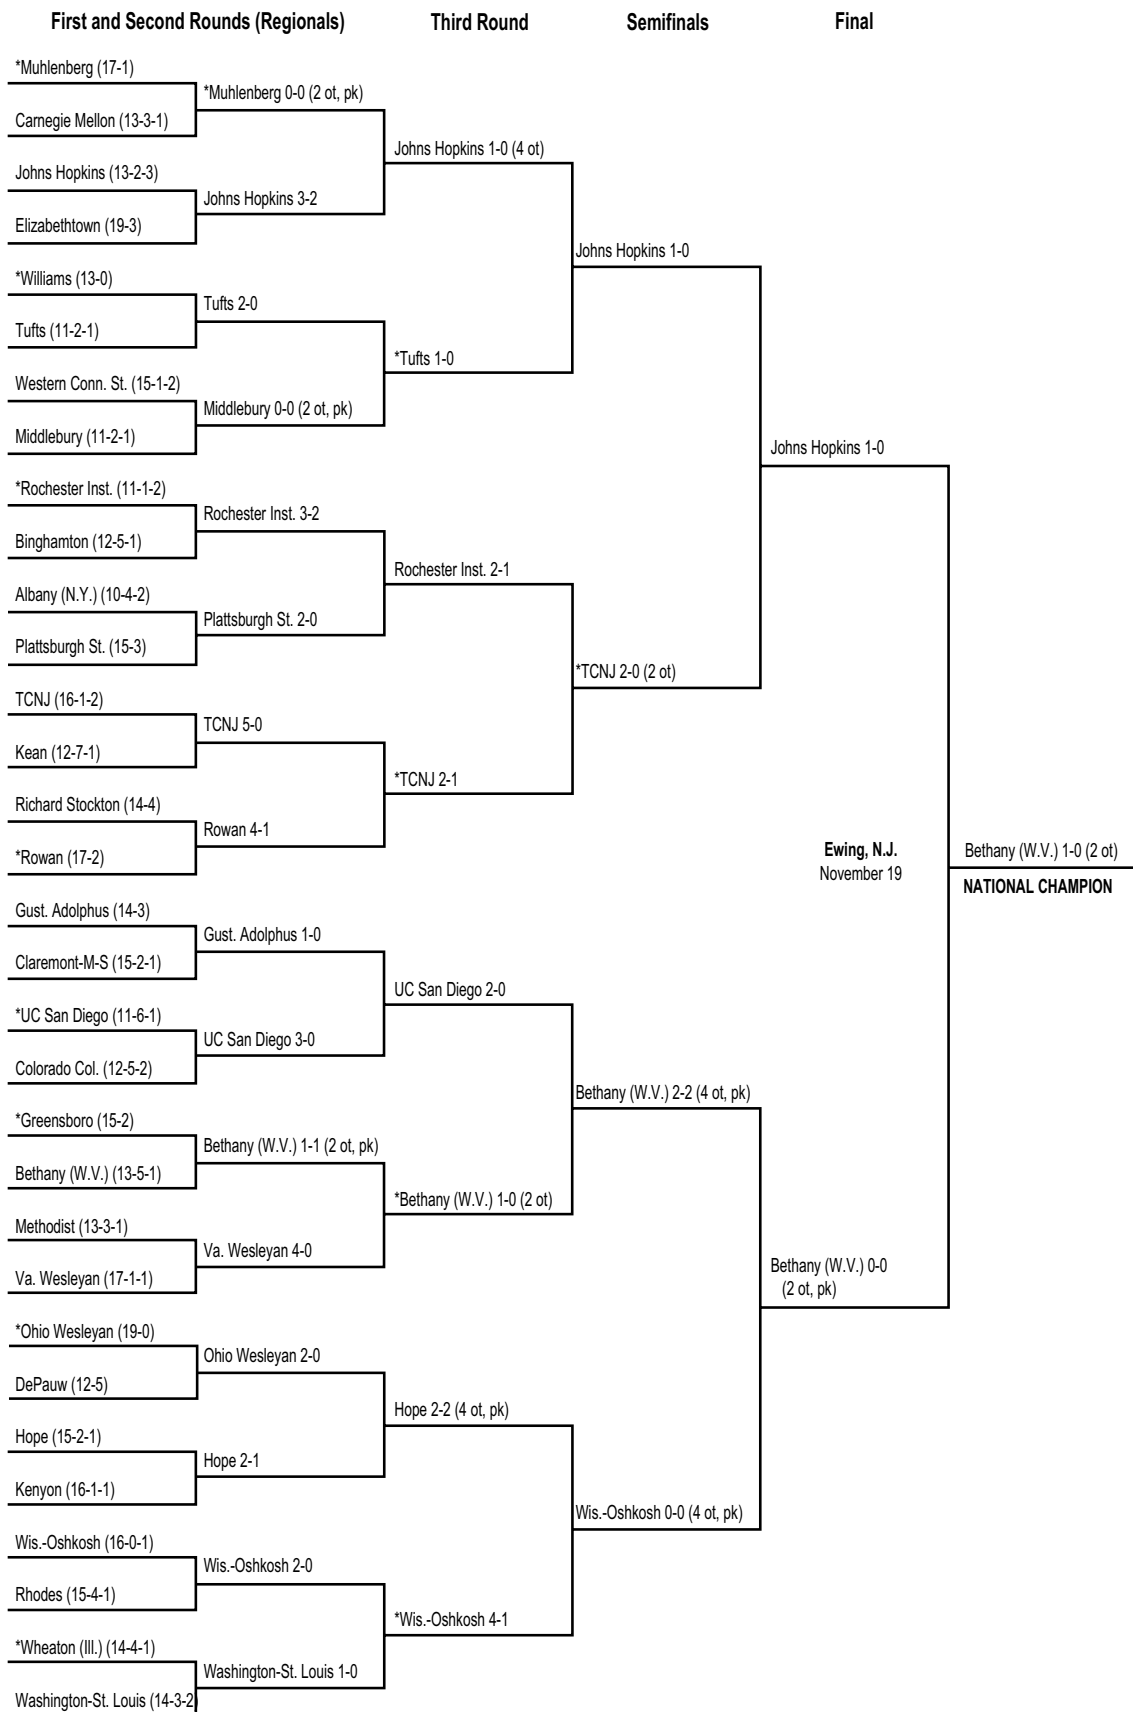 First and Second Rounds (Regionals)
Third Round
Semifinals
Final
*Muhlenberg (17-1)
Carnegie Mellon (13-3-1)
Johns Hopkins (13-2-3)
Elizabethtown (19-3)
*Williams (13-0)
Tufts (11-2-1)
Western Conn. St. (15-1-2)
Middlebury (11-2-1)
*Rochester Inst. (11-1-2)
Binghamton (12-5-1)
Albany (N.Y.) (10-4-2)
Plattsburgh St. (15-3)
TCNJ (16-1-2)
Kean (12-7-1)
Richard Stockton (14-4)
*Rowan (17-2)
Gust. Adolphus (14-3)
Claremont-M-S (15-2-1)
*UC San Diego (11-6-1)
Colorado Col. (12-5-2)
*Greensboro (15-2)
Bethany (W.V.) (13-5-1)
Methodist (13-3-1)
Va. Wesleyan (17-1-1)
*Ohio Wesleyan (19-0)
DePauw (12-5)
Hope (15-2-1)
Kenyon (16-1-1)
Wis.-Oshkosh (16-0-1)
Rhodes (15-4-1)
*Wheaton (Ill.) (14-4-1)
Washington-St. Louis (14-3-2)
*Muhlenberg 0-0 (2 ot, pk)
Johns Hopkins 3-2
Tufts 2-0
Middlebury 0-0 (2 ot, pk)
Rochester Inst. 3-2
Plattsburgh St. 2-0
TCNJ 5-0
Rowan 4-1
Gust. Adolphus 1-0
UC San Diego 3-0
Bethany (W.V.) 1-1 (2 ot, pk)
Va. Wesleyan 4-0
Ohio Wesleyan 2-0
Hope 2-1
Wis.-Oshkosh 2-0
Washington-St. Louis 1-0
Johns Hopkins 1-0 (4 ot)
*Tufts 1-0
Rochester Inst. 2-1
*TCNJ 2-1
UC San Diego 2-0
*Bethany (W.V.) 1-0 (2 ot)
Hope 2-2 (4 ot, pk)
*Wis.-Oshkosh 4-1
Johns Hopkins 1-0
*TCNJ 2-0 (2 ot)
Bethany (W.V.) 2-2 (4 ot, pk)
Wis.-Oshkosh 0-0 (4 ot, pk)
Johns Hopkins 1-0
Bethany (W.V.) 0-0
(2 ot, pk)
Ewing, N.J.
November 19
Bethany (W.V.) 1-0 (2 ot)
NATIONAL CHAMPION